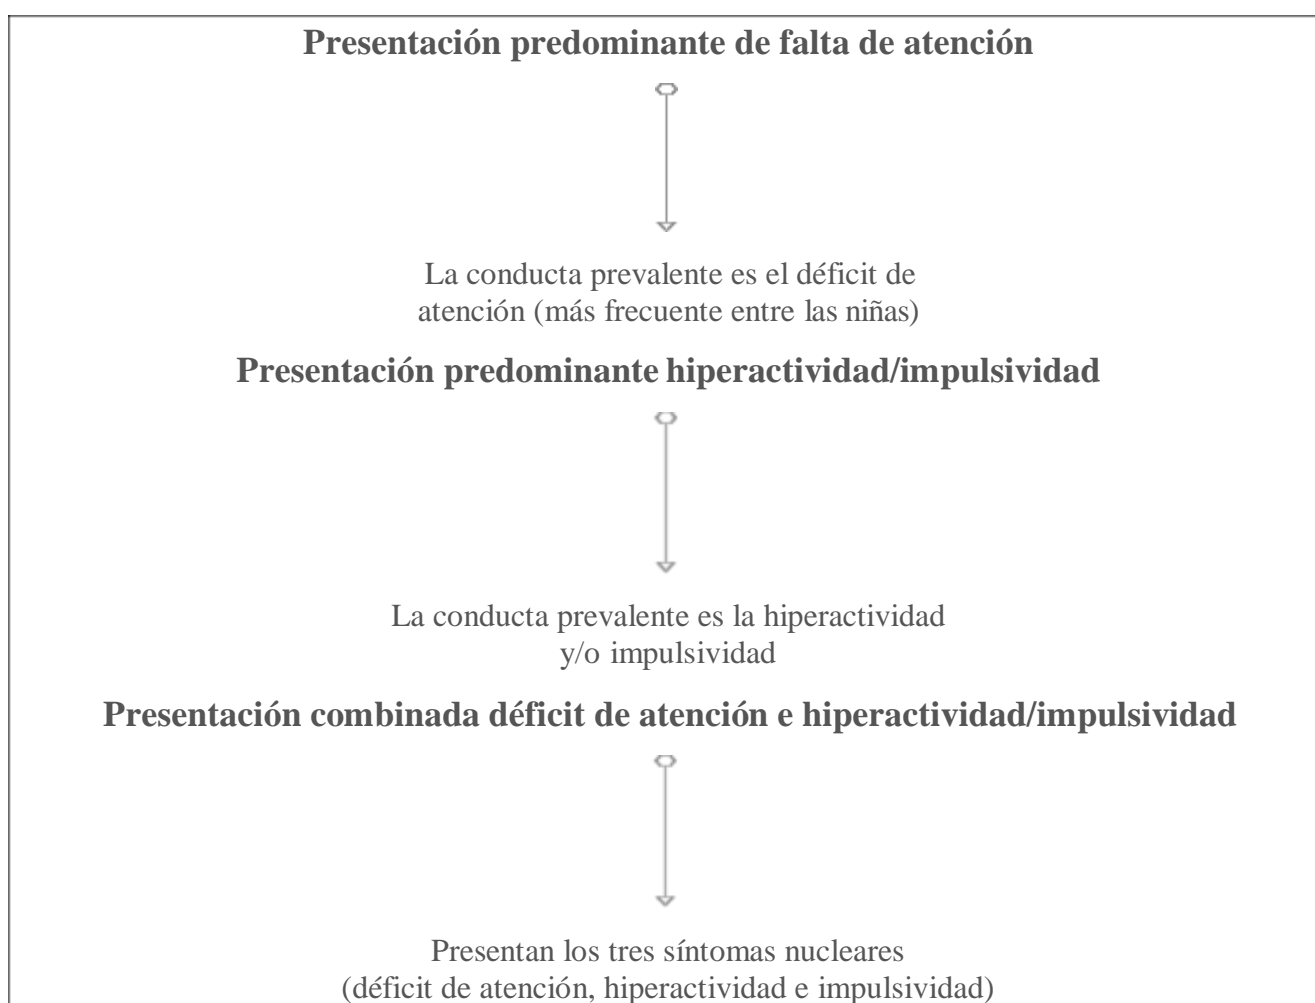 Presentación predominante de falta de atención
La conducta prevalente es el déficit de
atención (más frecuente entre las niñas)
Presentación predominante hiperactividad/impulsividad
La conducta prevalente es la hiperactividad
y/o impulsividad
Presentación combinada déficit de atención e hiperactividad/impulsividad
Presentan los tres síntomas nucleares
(déficit de atención, hiperactividad e impulsividad)